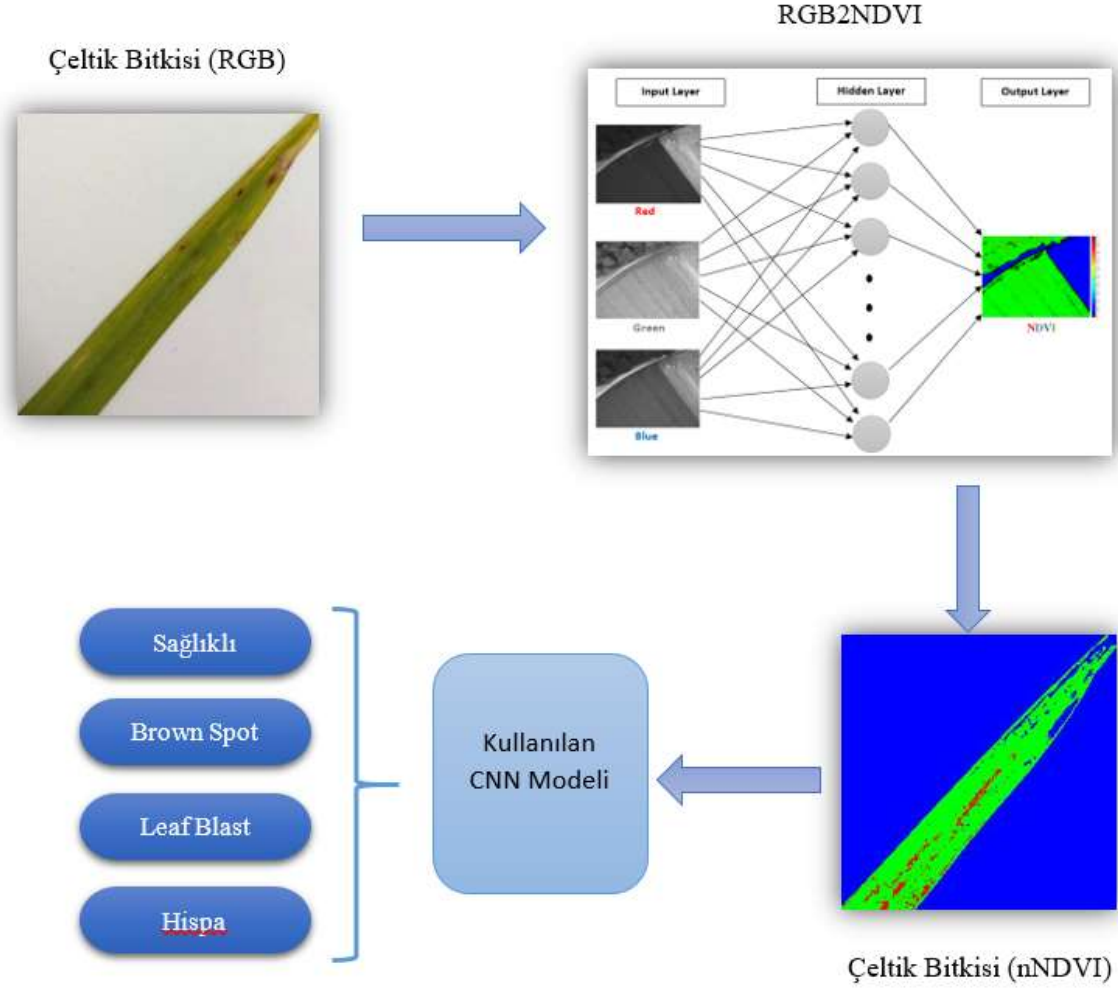 RGB2NDVI
Çeltik Bitkisi (RGB)
Input Layer
Hidden Layer
Output Layer
Red
Green
Blue
NDVI
Sağlıklı
Brown Spot
Leaf Blast
Hispa
Kullanılan
CNN Modeli
Çeltik Bitkisi (nNDVI)